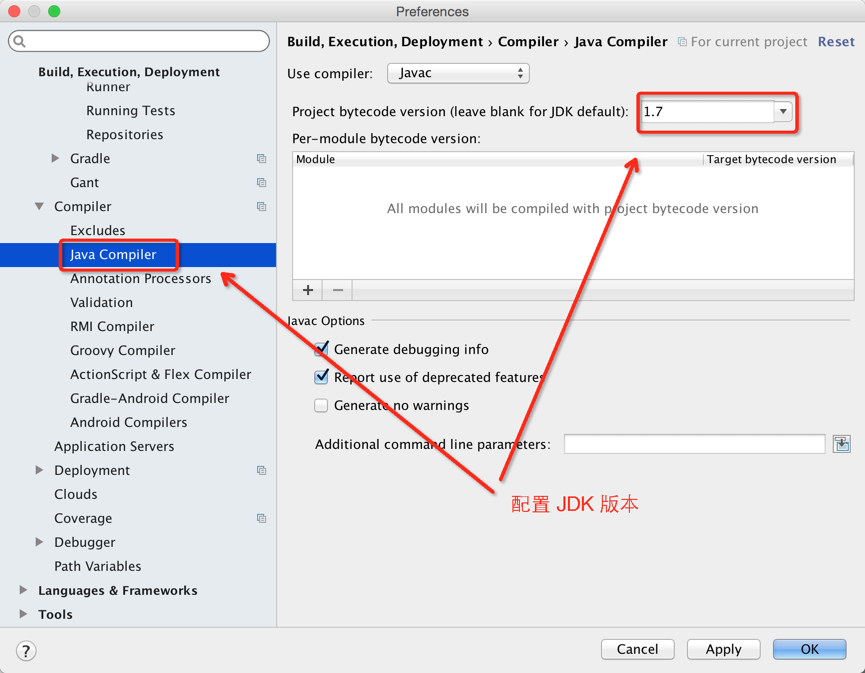 Preferences
Build, Execution, Deployment
Runner
Running Tests
Repositories
Gradle
Gant
Compiler
Excludes
Java Compiler
Annotation Processors
Validation
RMI Compiler
Groovy Compiler
ActionScript & Flex Compiler
Gradle-Android Compiler
Android Compilers
Application Servers
Deployment
Clouds
Coverage
Debugger
Path Variables
Languages & Frameworks
Tools
?
Build, Execution, Deployment › Compiler › Java Compiler For current project Reset
Use compiler: Javac
Project bytecode version (leave blank for JDK default): 1.7
Per-module bytecode version:
Module Target bytecode version
All modules will be compiled with project bytecode version
+ −
Javac Options
Generate debugging info
Report use of deprecated features
Generate no warnings
Additional command line parameters:
配置 JDK 版本
Cancel Apply OK